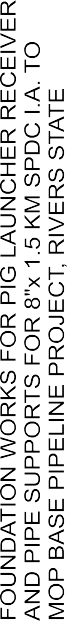 FOUNDATION WORKS FOR PIG LAUNCHER RECEIVER
AND PIPE SUPPORTS FOR 8"x 1.5 KM SPDC I.A. TO
MOP BASE PIPELINE PROJECT, RIVERS STATE